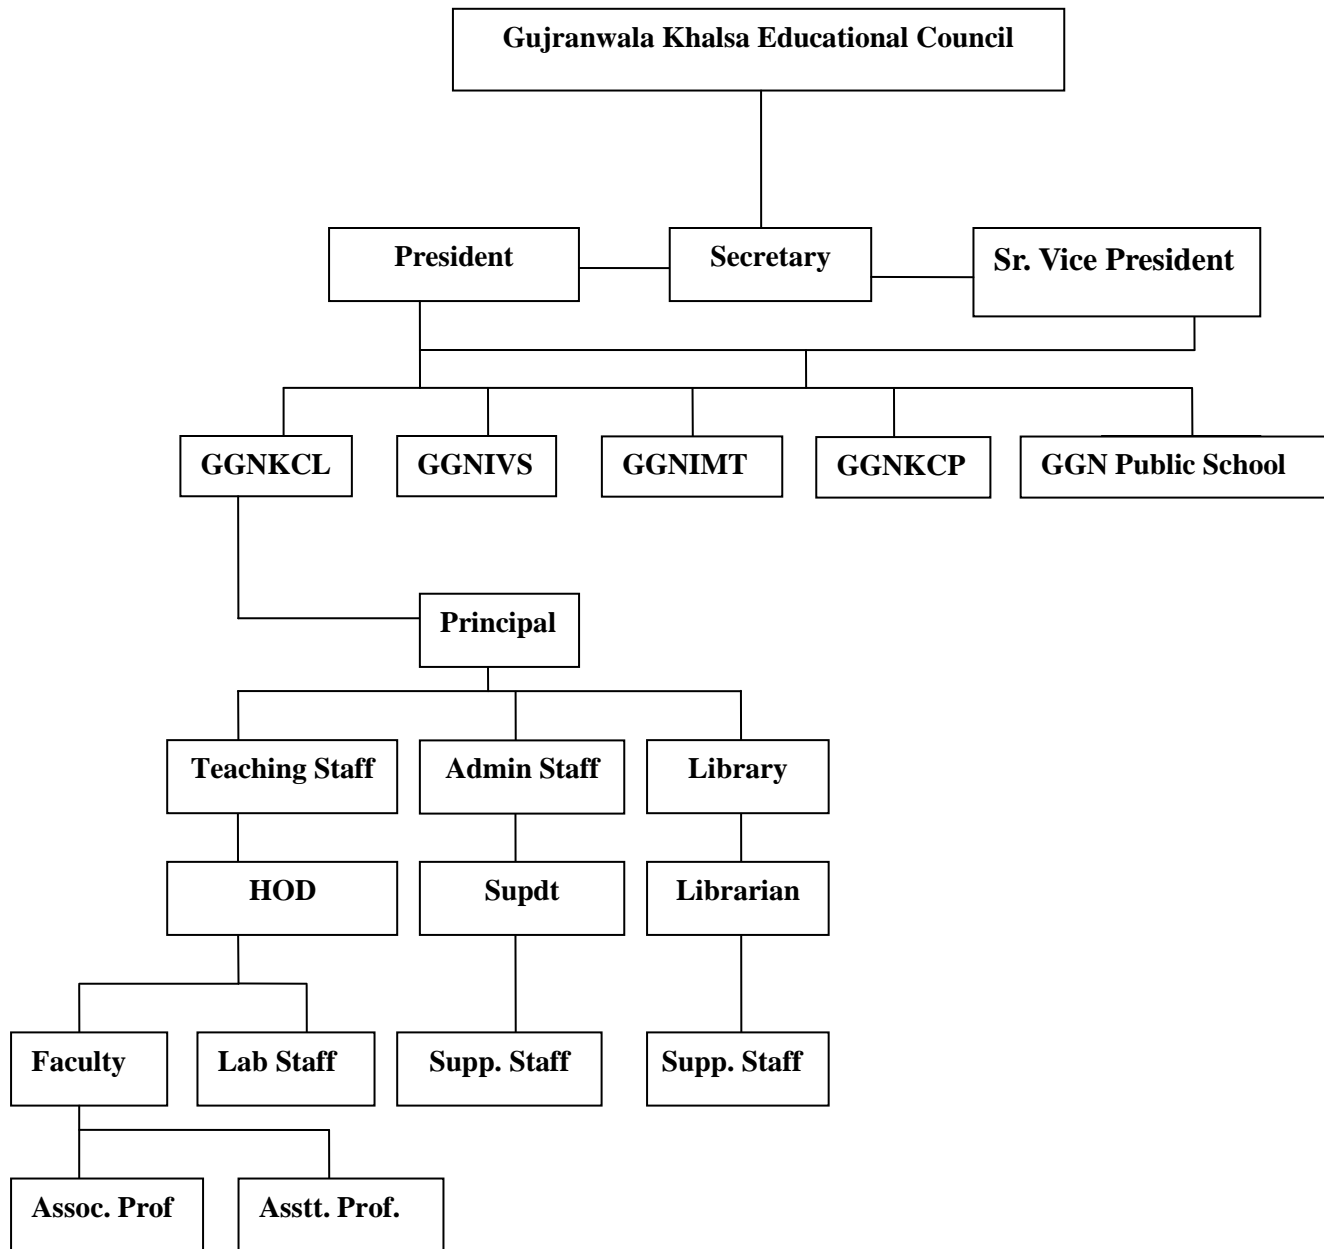 Gujranwala Khalsa Educational Council
President
Secretary
Sr. Vice President
GGNKCL
GGNIVS
GGNIMT
GGNKCP
GGN Public School
Principal
Teaching Staff
Admin Staff
Library
HOD
Supdt
Librarian
Faculty
Lab Staff
Supp. Staff
Supp. Staff
Assoc. Prof
Asstt. Prof.